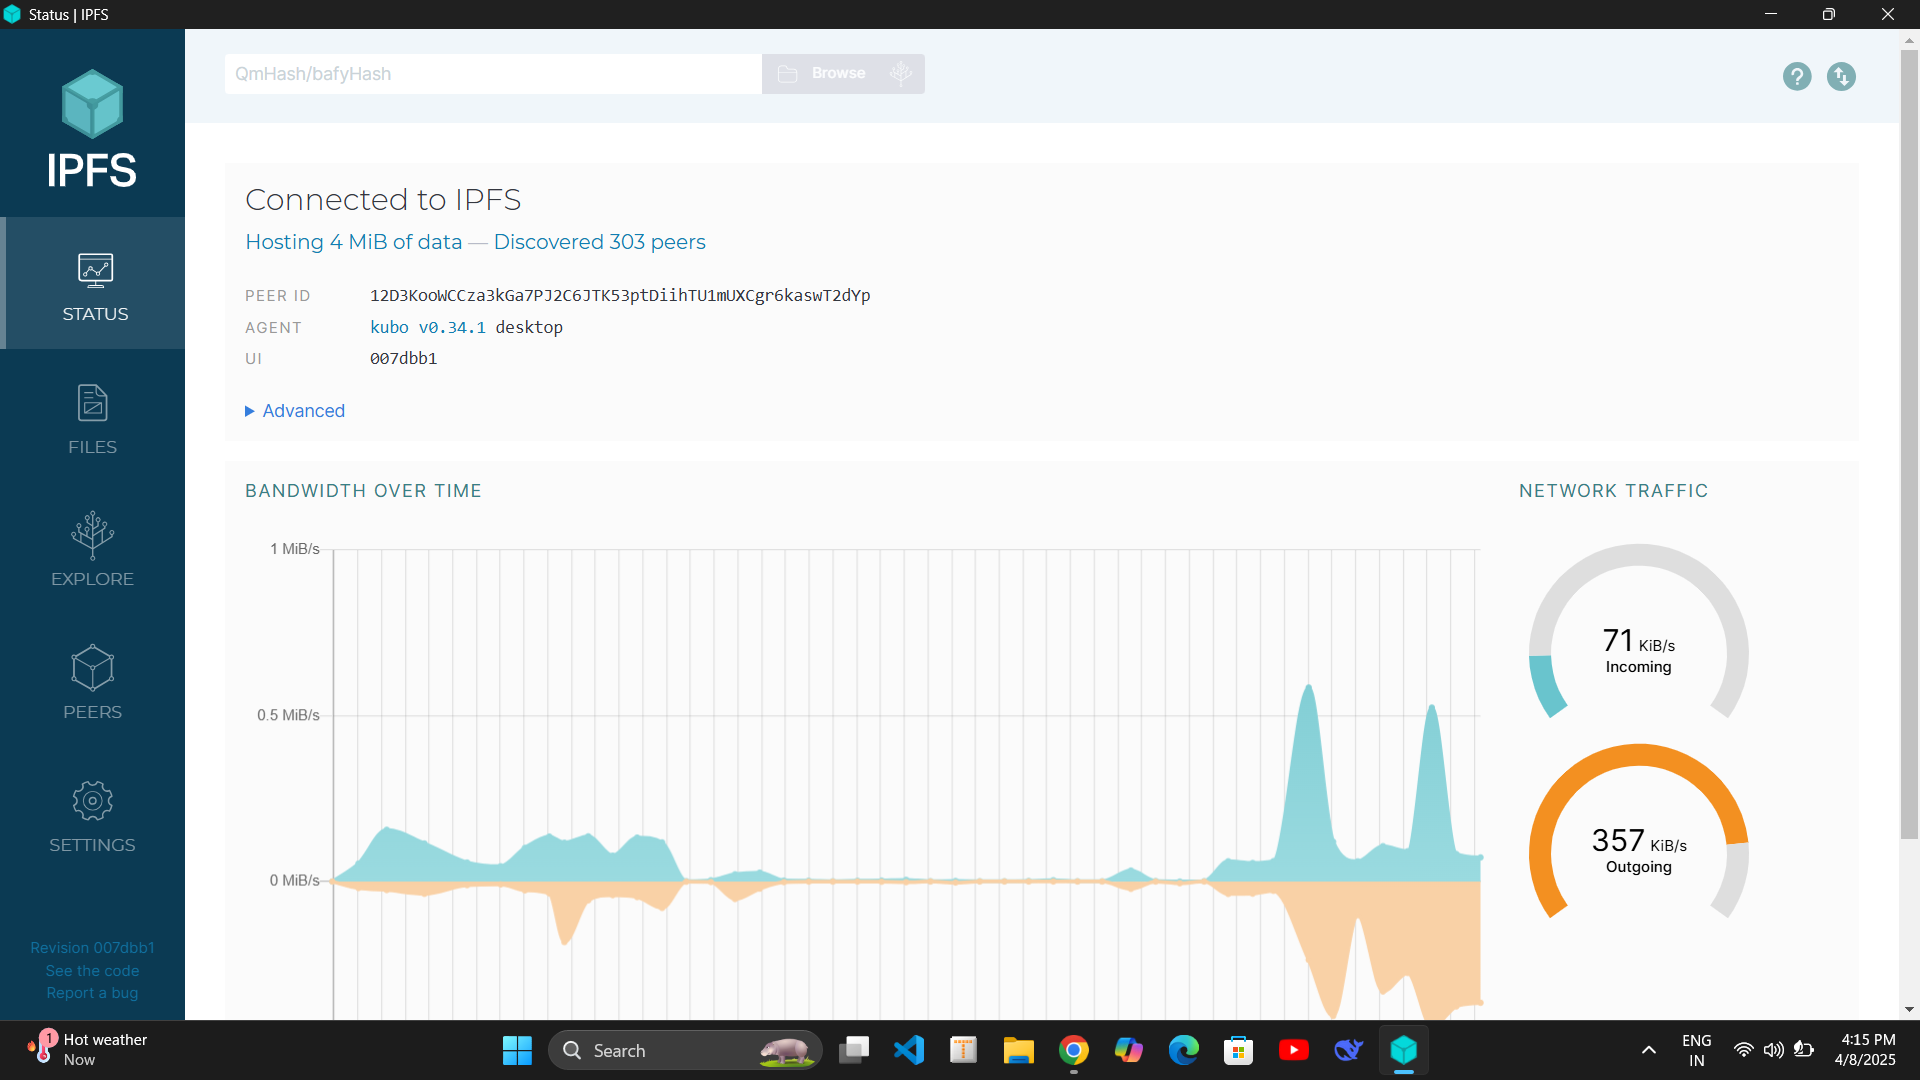 Status | IPFS
QmHash/bafyHash
Browse
?
IPFS
STATUS
FILES
EXPLORE
PEERS
SETTINGS
Revision 007dbb1
See the code
Report a bug
Connected to IPFS
Hosting 4 MiB of data — Discovered 303 peers
PEER ID 12D3KooWCCza3kGa7PJ2C6JTK53ptDiihTU1mUXCgr6kaswT2dYp
AGENT kubo v0.34.1 desktop
UI 007dbb1
Advanced
BANDWIDTH OVER TIME
1 MiB/s
0.5 MiB/s
0 MiB/s
NETWORK TRAFFIC
71 KiB/s
Incoming
357 KiB/s
Outgoing
1
Hot weather
Now
Search
T
ENG
IN
4:15 PM
4/8/2025